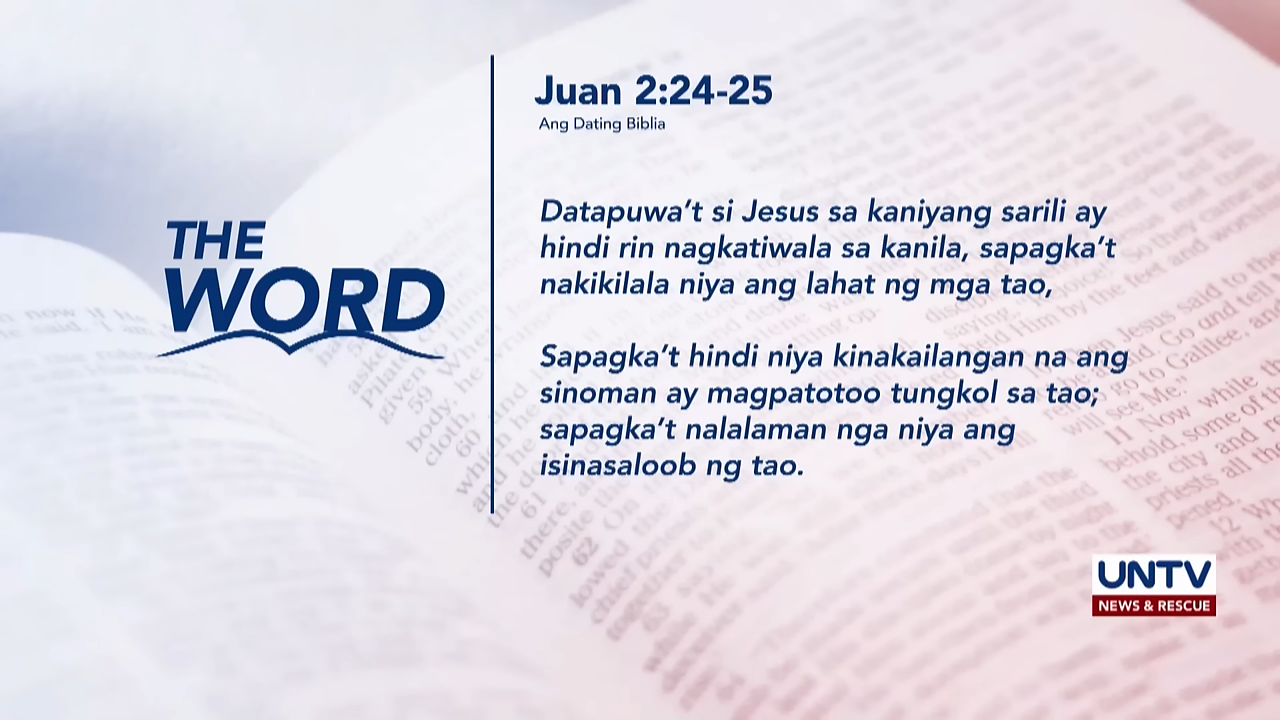 THE
WORD
Juan 2:24-25
Ang Dating Biblia
Datapuwa’t si Jesus sa kaniyang sarili ay
hindi rin nagkatiwala sa kanila, sapagka’t
nakikilala niya ang lahat ng mga tao,
Sapagka’t hindi niya kinakailangan na ang
sinoman ay magpatotoo tungkol sa tao;
sapagka’t nalalaman nga niya ang
isinasaloob ng tao.
UNTV
NEWS & RESCUE